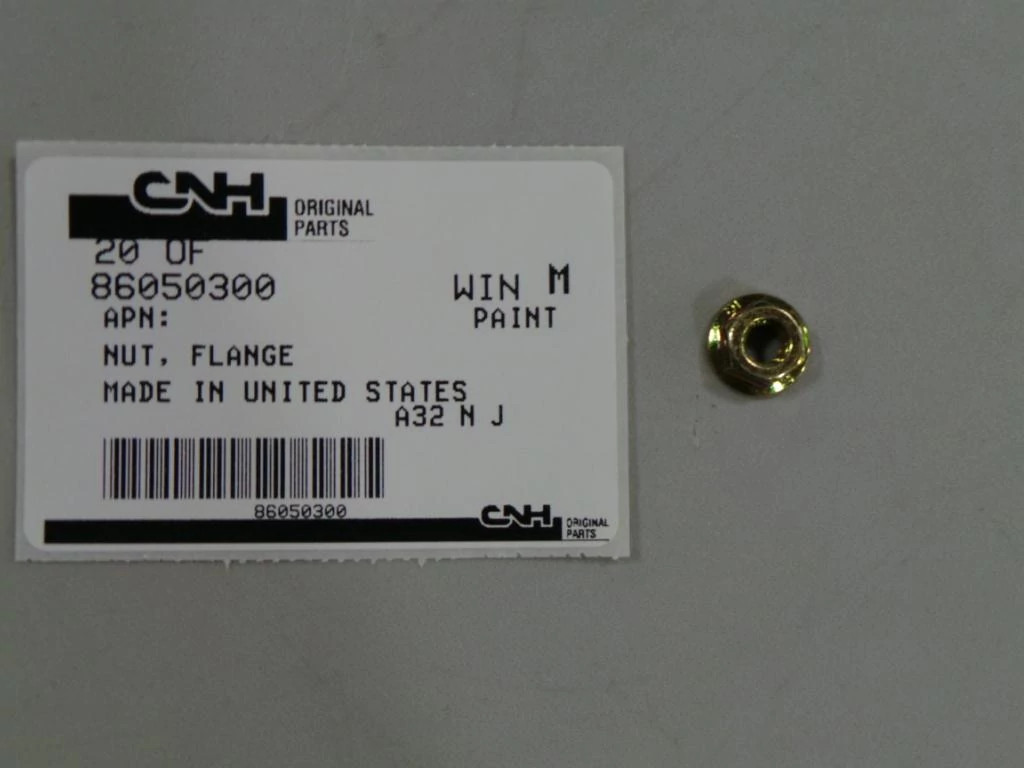 CNH ORIGINAL
PARTS
20 OF
86050300 WIN M
APN: PAINT
NUT, FLANGE
MADE IN UNITED STATES
A32 N J
86050300
CNH ORIGINAL
PARTS